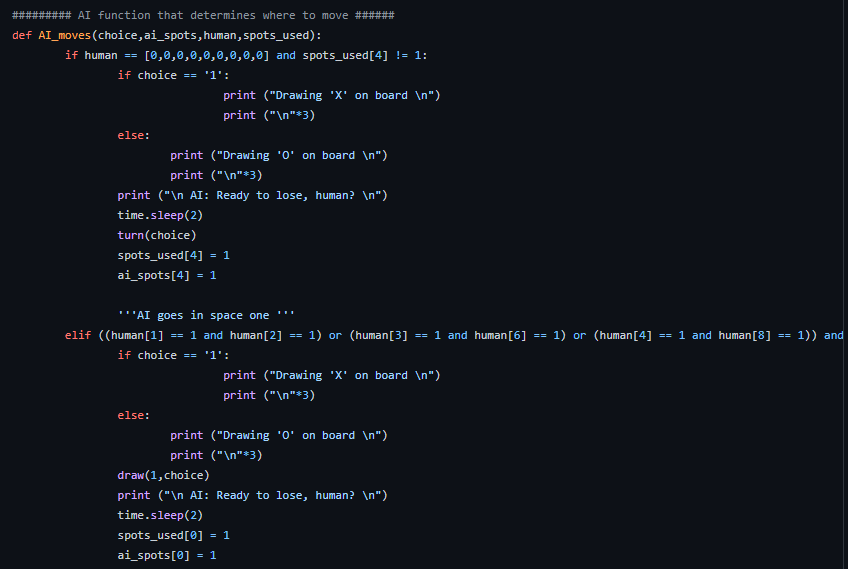 ######### AI function that determines where to move ######
def AI_moves(choice,ai_spots,human,spots_used):
if human == [0,0,0,0,0,0,0,0,0] and spots_used[4] != 1:
if choice == '1':
print ("Drawing 'X' on board \n")
print ("\n"*3)
else:
print ("Drawing 'O' on board \n")
print ("\n"*3)
print ("\n AI: Ready to lose, human? \n")
time.sleep(2)
turn(choice)
spots_used[4] = 1
ai_spots[4] = 1
'''AI goes in space one '''
elif ((human[1] == 1 and human[2] == 1) or (human[3] == 1 and human[6] == 1) or (human[4] == 1 and human[8] == 1)) and
if choice == '1':
print ("Drawing 'X' on board \n")
print ("\n"*3)
else:
print ("Drawing 'O' on board \n")
print ("\n"*3)
draw(1,choice)
print ("\n AI: Ready to lose, human? \n")
time.sleep(2)
spots_used[0] = 1
ai_spots[0] = 1